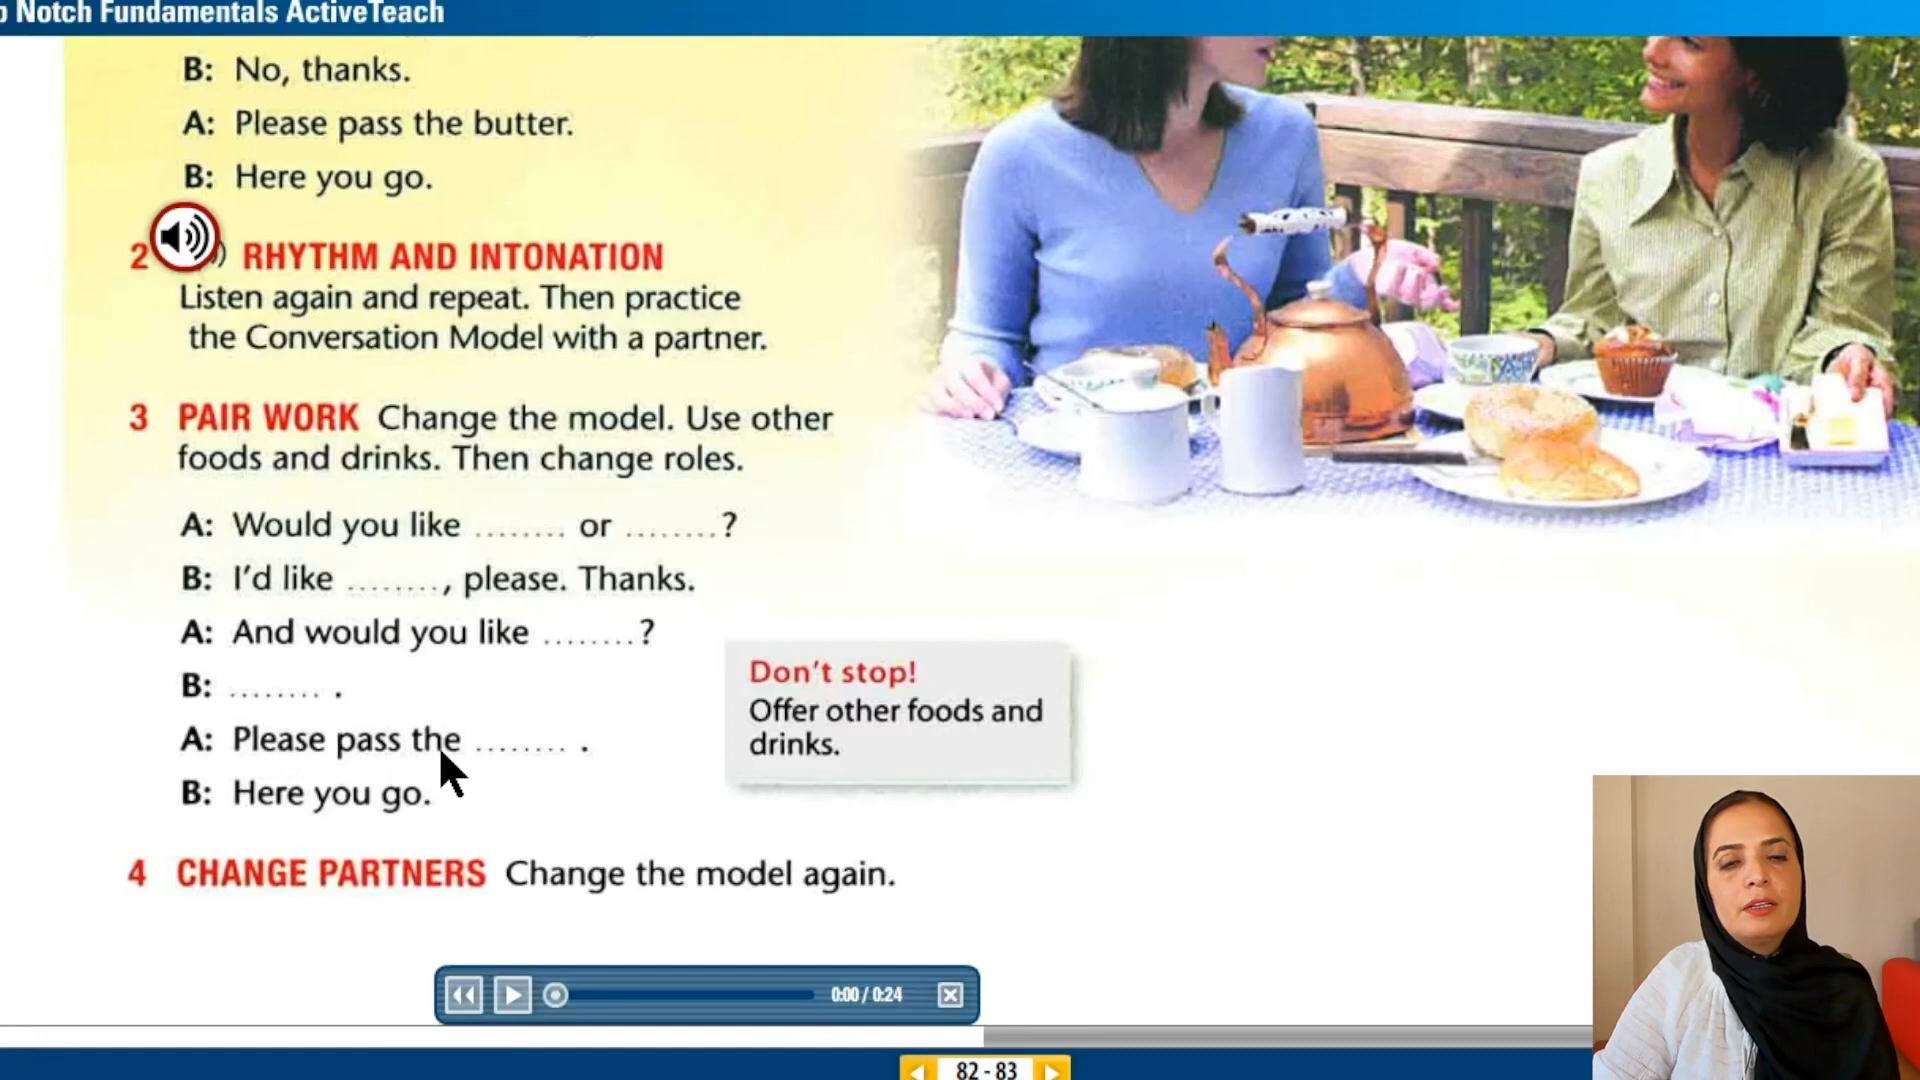 Notch Fundamentals ActiveTeach
B: No, thanks.
A: Please pass the butter.
B: Here you go.
2 RHYTHM AND INTONATION
Listen again and repeat. Then practice
the Conversation Model with a partner.
3 PAIR WORK Change the model. Use other
foods and drinks. Then change roles.
A: Would you like ........ or ........?
B: I'd like ........, please. Thanks.
A: And would you like ........?
B: ........ .
A: Please pass the ........ .
B: Here you go.
Don't stop!
Offer other foods and
drinks.
4 CHANGE PARTNERS Change the model again.
0:00 / 0:24
82 - 83